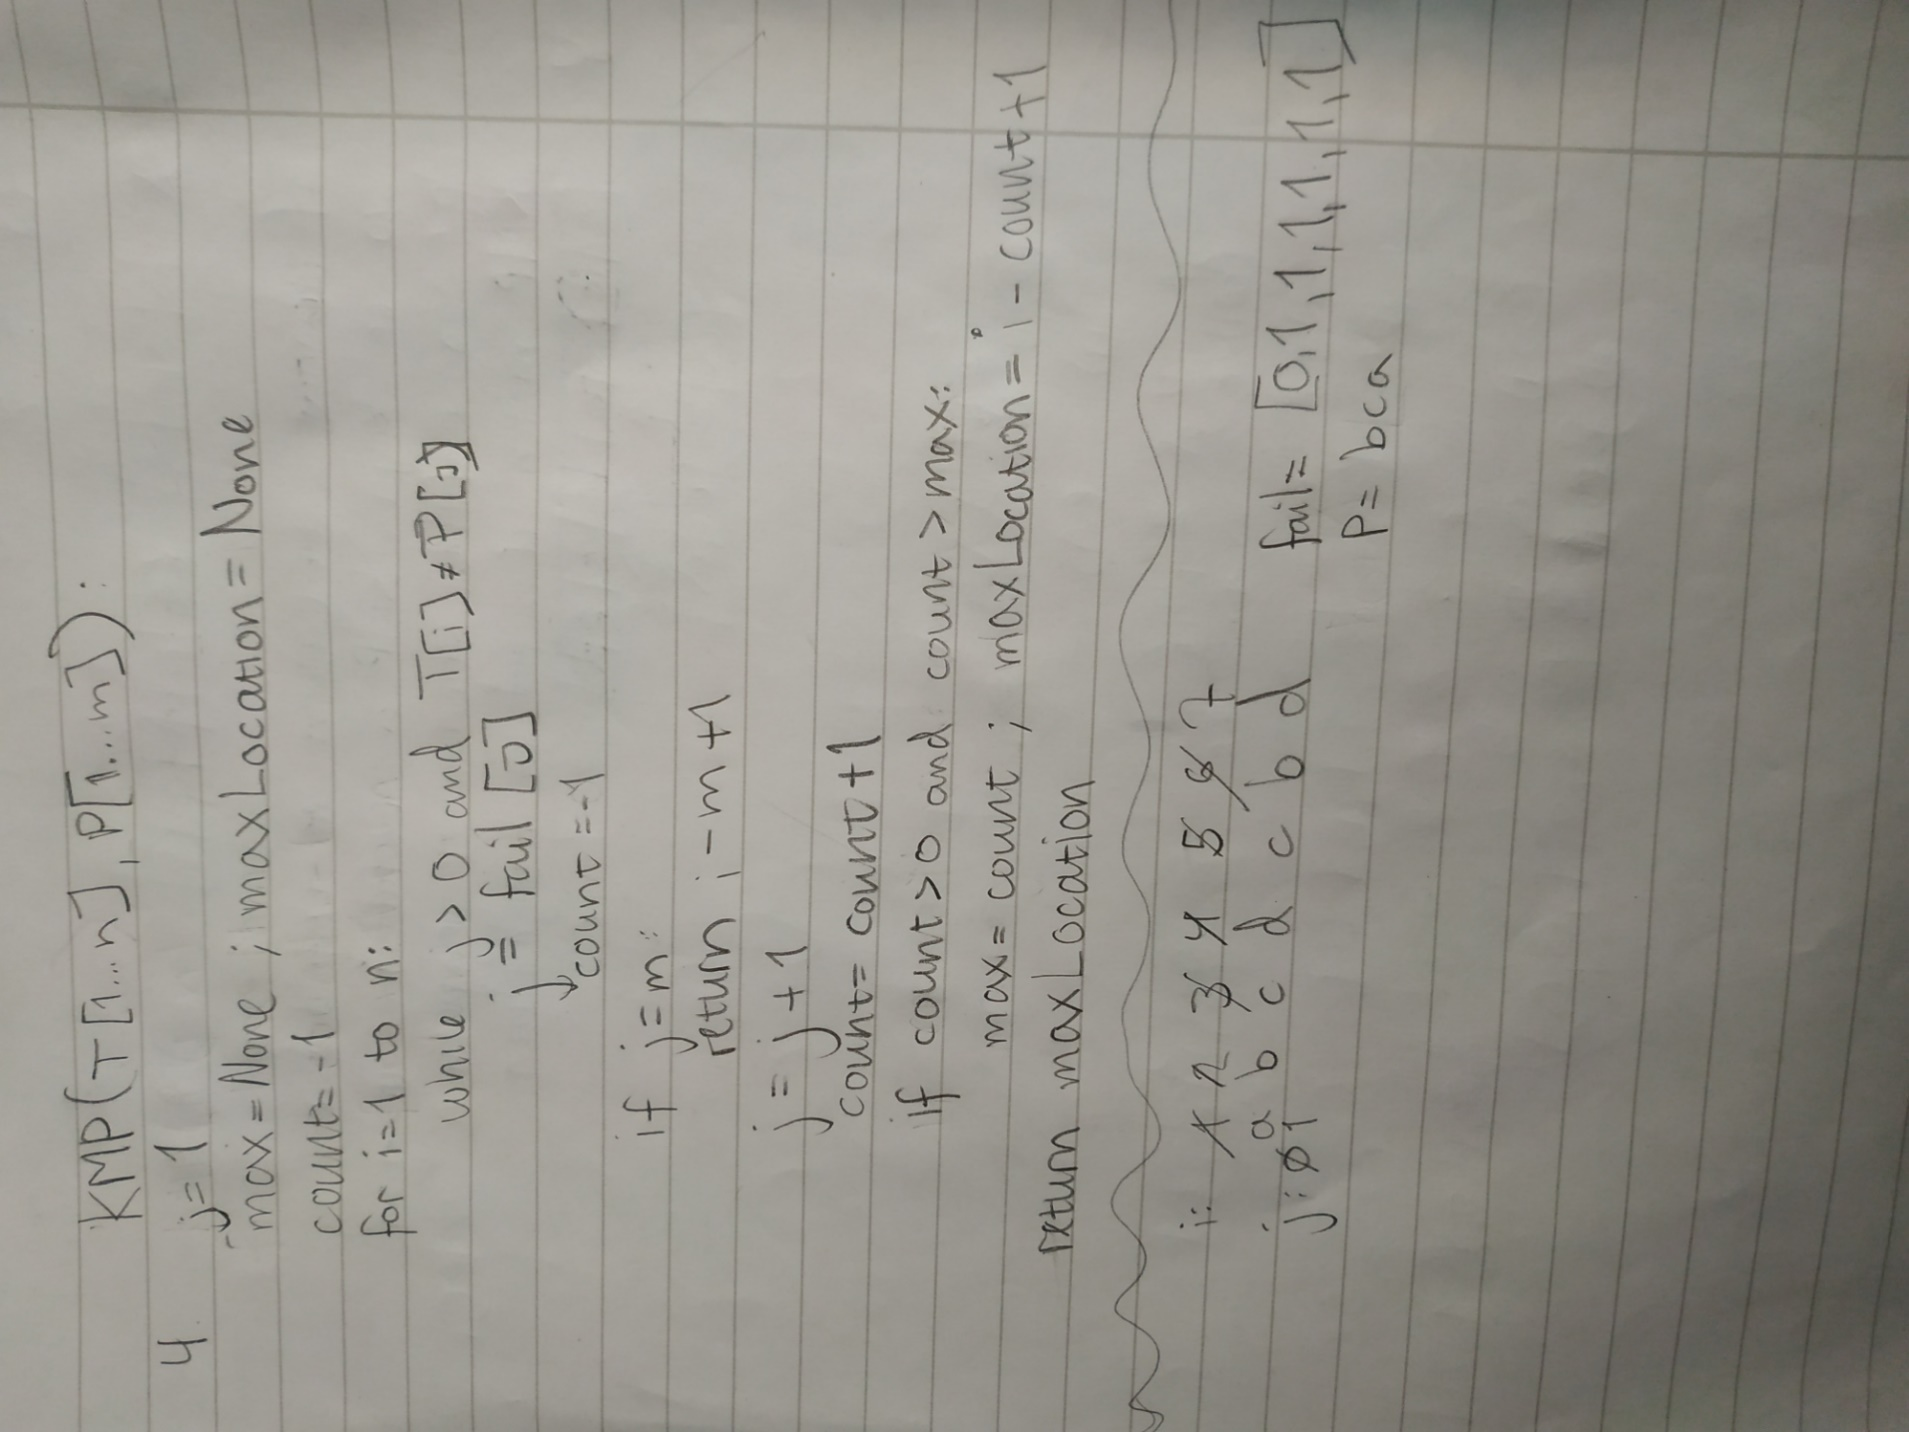 KMP(T[1...n], P[1...m]):
4 j=1
max=None ; maxLocation=None
count=-1
for i=1 to n:
while j>0 and T[i]≠P[j]
j=fail[j]
count=-1
if j=m:
return i-m+1
j=j+1
count=count+1
if count>0 and count>max:
max=count ; maxLocation=i-count+1
return maxLocation
i: 1 2 3 4 5 6 7
a b c d c b d fail=[0,1,1,1,1,1,1]
j: 0 1 P=bca